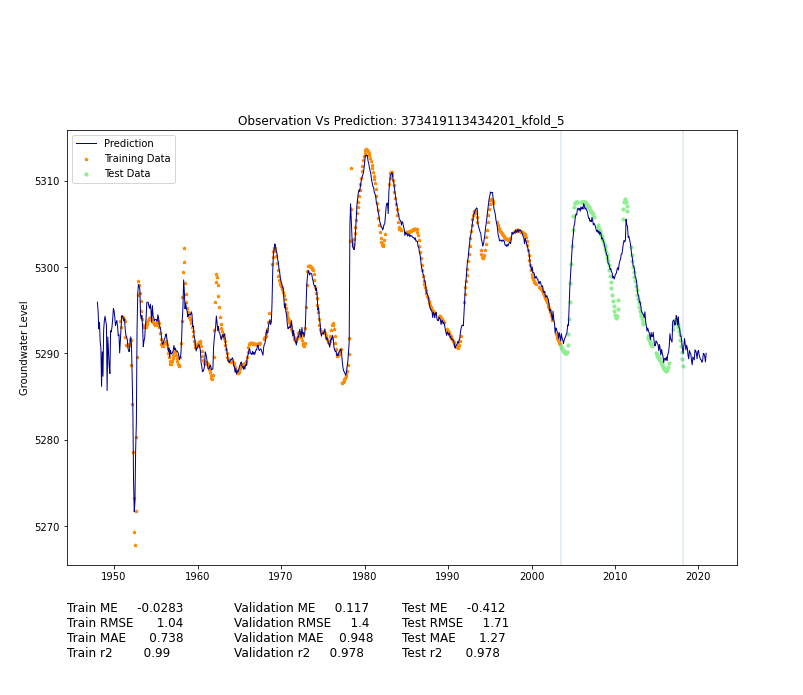 Observation Vs Prediction: 373419113434201_kfold_5
Prediction
Training Data
Test Data
5310
5300
5290
5280
5270
Groundwater Level
1950 1960 1970 1980 1990 2000 2010 2020
Train ME -0.0283 Validation ME 0.117 Test ME -0.412
Train RMSE 1.04 Validation RMSE 1.4 Test RMSE 1.71
Train MAE 0.738 Validation MAE 0.948 Test MAE 1.27
Train r2 0.99 Validation r2 0.978 Test r2 0.978